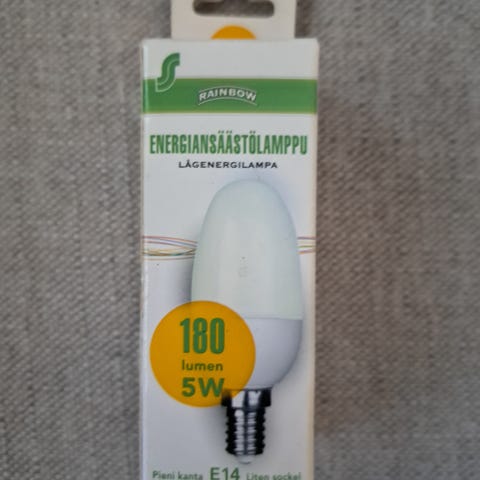 RAINBOW
ENERGIANSÄÄSTÖLAMPPU
LÅGENERGILAMPA
180
lumen
5W
Pieni kanta E14 Liten sockel